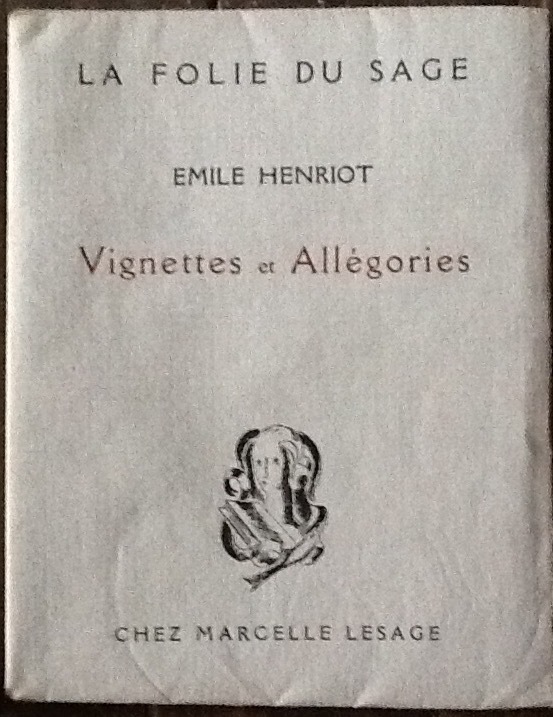 LA FOLIE DU SAGE
EMILE HENRIOT
Vignettes et Allégories
CHEZ MARCELLE LESAGE